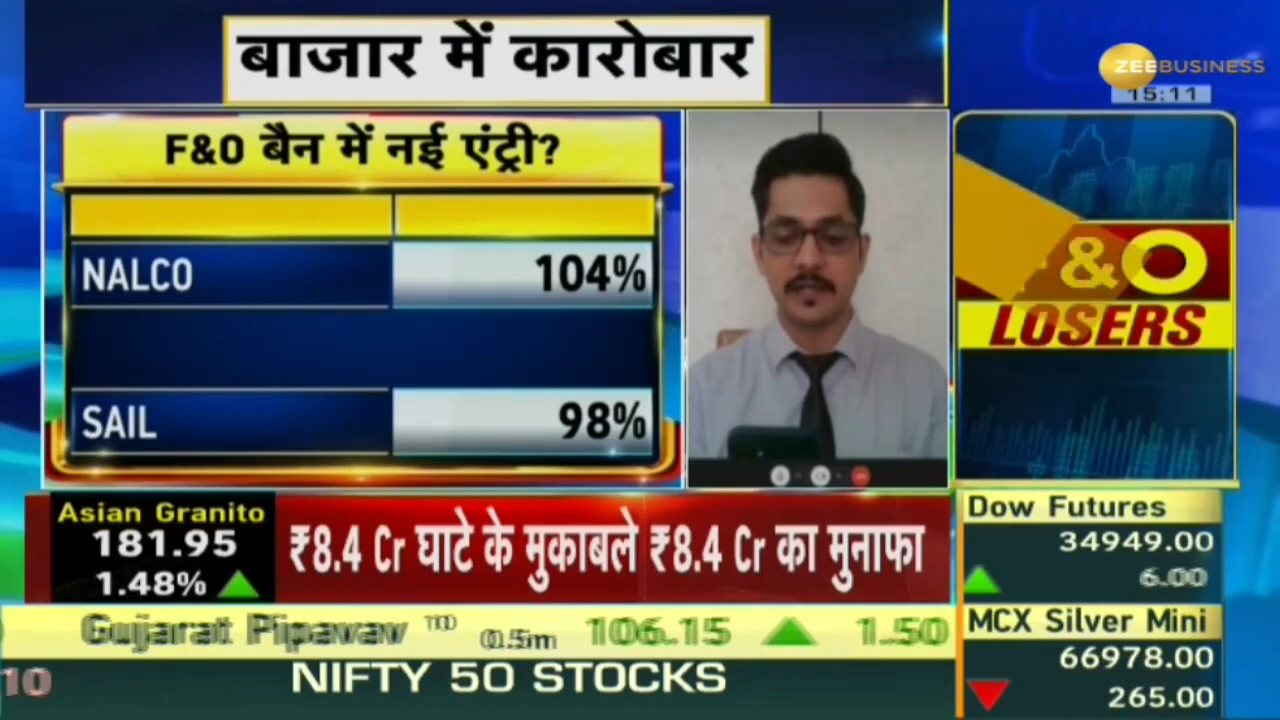 बाजार में कारोबार
ZEEBUSINESS
15:11
F&O बैन में नई एंट्री?
NALCO 104%
SAIL 98%
&O
LOSERS
Asian Granito
181.95
1.48%
₹8.4 Cr घाटे के मुकाबले ₹8.4 Cr का मुनाफा
Dow Futures
34949.00
6.00
Gujarat Pipavav 0.5m 106.15 1.50
MCX Silver Mini
66978.00
265.00
10
NIFTY 50 STOCKS